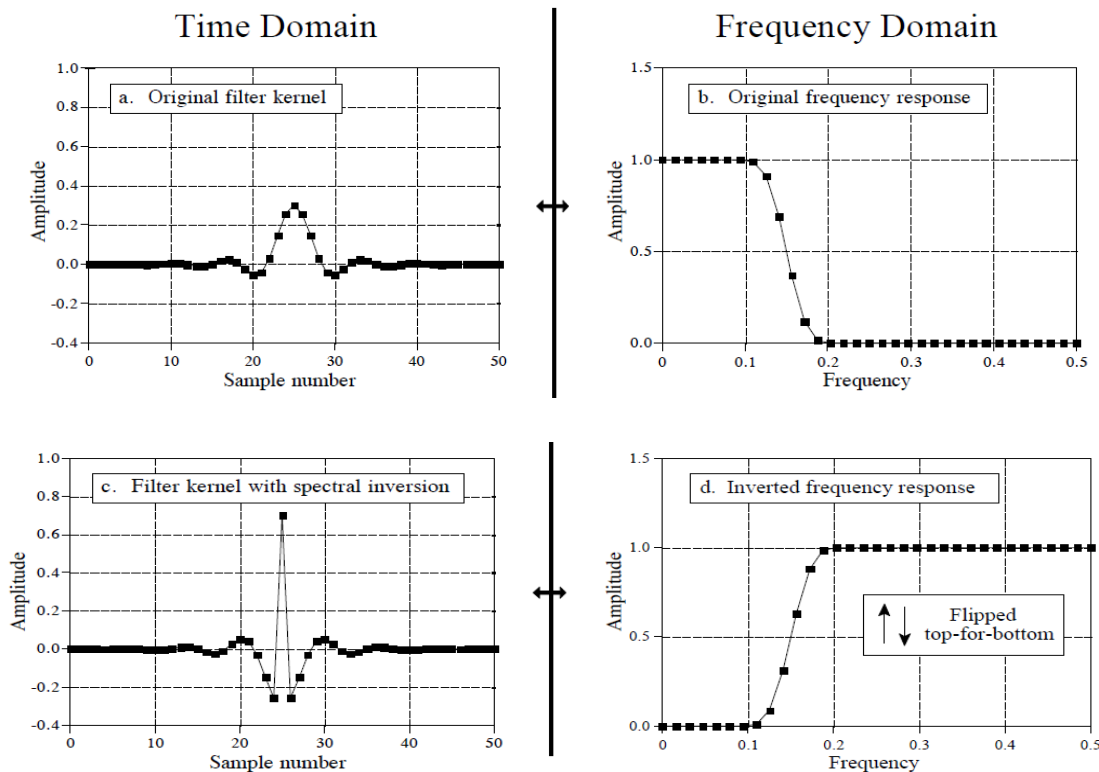 Time Domain
Frequency Domain
1.0
0.8
0.6
0.4
0.2
0.0
-0.2
-0.4
0 10 20 30 40 50
Sample number
Amplitude
a. Original filter kernel
1.5
1.0
0.5
0.0
0 0.1 0.2 0.3 0.4 0.5
Frequency
Amplitude
b. Original frequency response
1.0
0.8
0.6
0.4
0.2
0.0
-0.2
-0.4
0 10 20 30 40 50
Sample number
Amplitude
c. Filter kernel with spectral inversion
1.5
1.0
0.5
0.0
0 0.1 0.2 0.3 0.4 0.5
Frequency
Amplitude
d. Inverted frequency response
Flipped
top-for-bottom